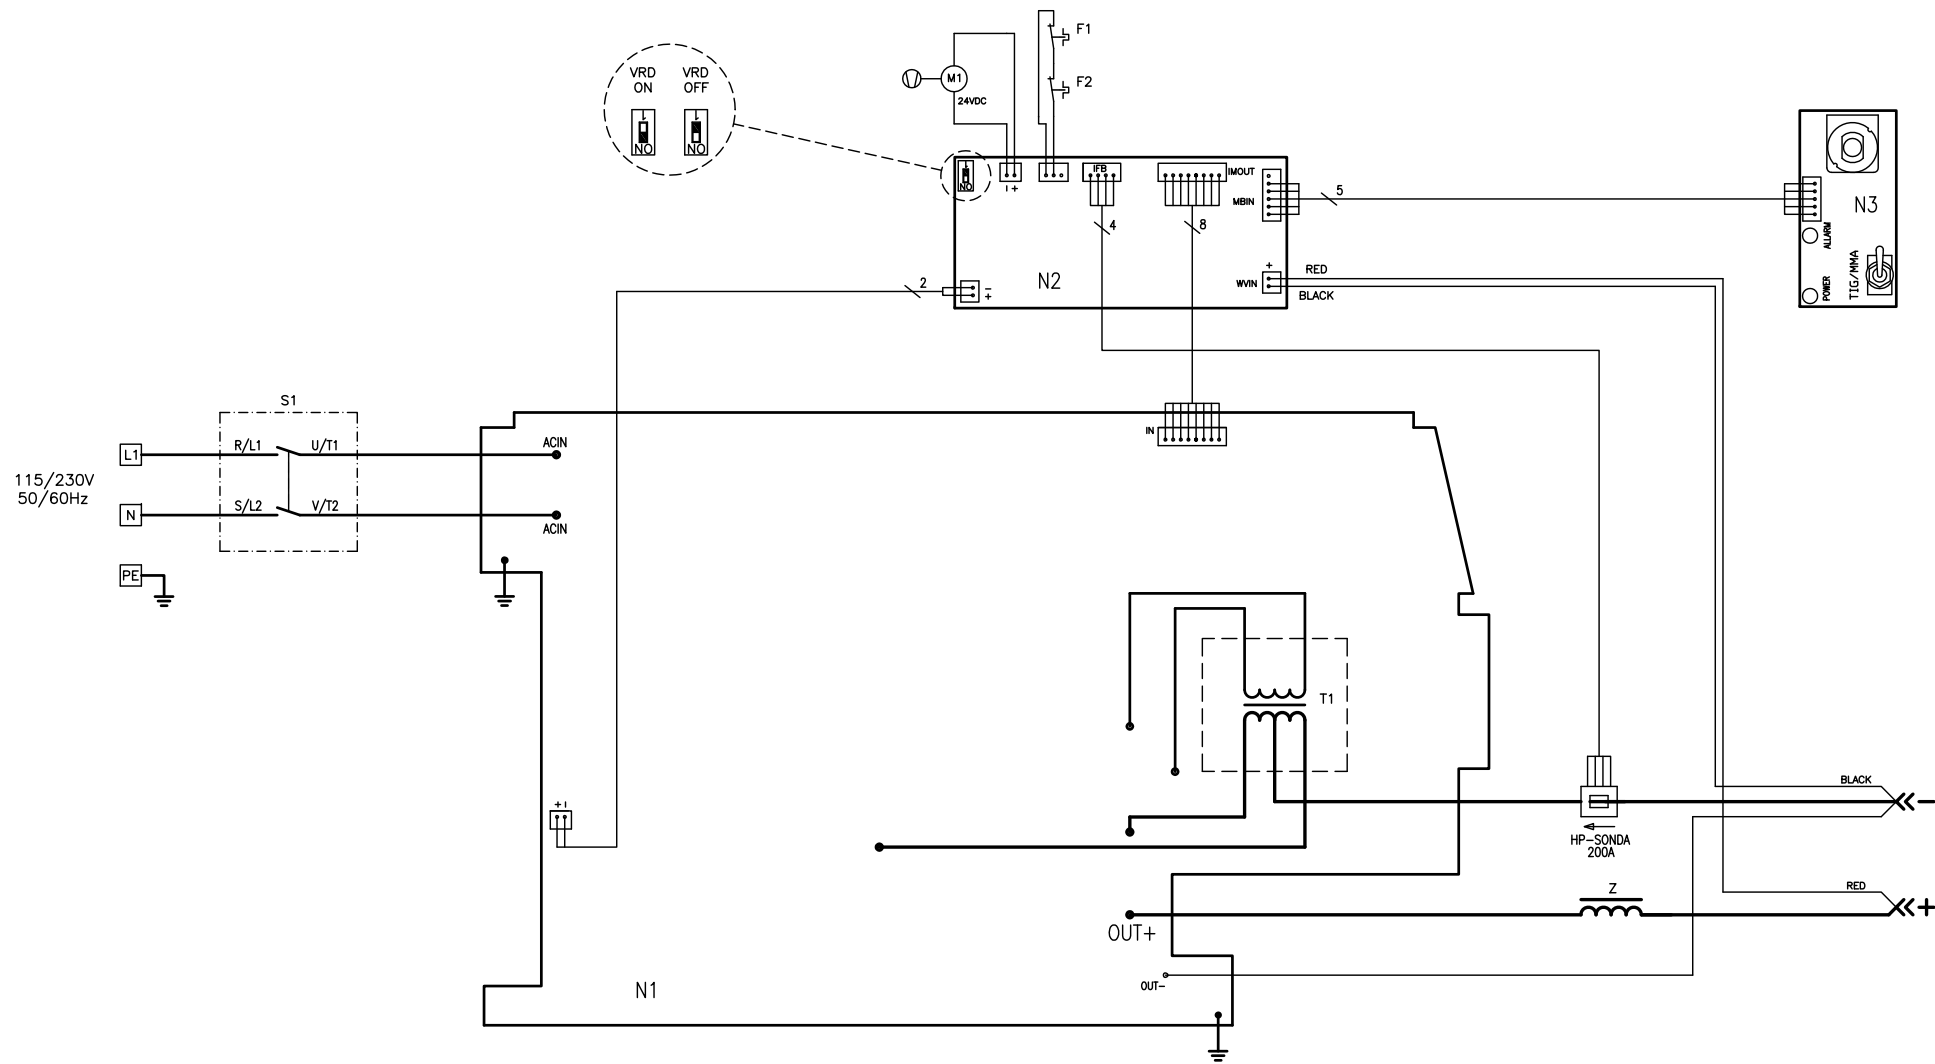 F1
VRD
ON
VRD
OFF
M1
24VDC
F2
NO
NO
NO
- +
IFB
IMOUT
MBIN
5
N3
ALLARM
POWER
TIG/MMA
4
8
N2
2
-
+
+
WVIN
RED
BLACK
S1
L1
R/L1
U/T1
ACIN
115/230V
50/60Hz
N
S/L2
V/T2
ACIN
PE
IN
T1
+ -
BLACK
-
HP-SONDA
200A
Z
RED
+
OUT+
OUT-
N1